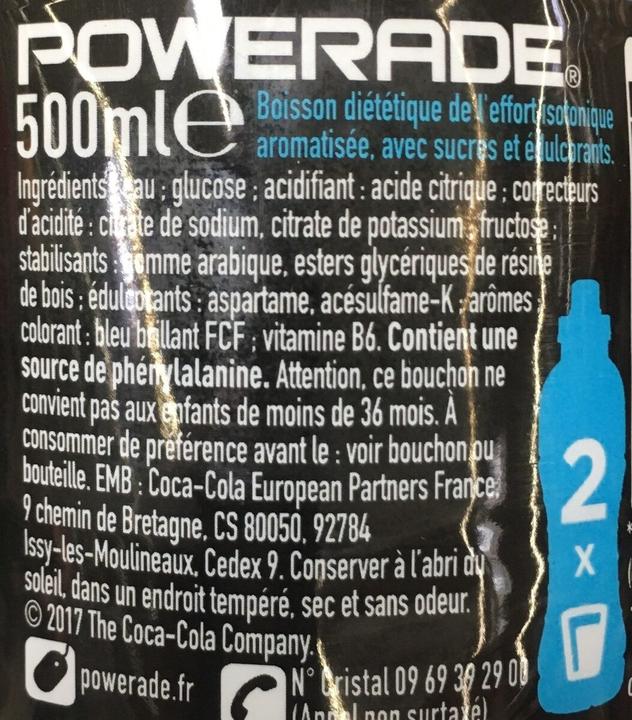 POWERADE®
500ml e Boisson diététique de l'effort isotonique
aromatisée, avec sucres et édulcorants.
Ingrédients : eau ; glucose ; acidifiant : acide citrique ; correcteurs
d'acidité : citrate de sodium, citrate de potassium ; fructose ;
stabilisants : gomme arabique, esters glycériques de résine
de bois ; édulcorants : aspartame, acésulfame-K ; arômes ;
colorant : bleu brillant FCF ; vitamine B6. Contient une
source de phénylalanine. Attention, ce bouchon ne
convient pas aux enfants de moins de 36 mois. À
consommer de préférence avant le : voir bouchon ou
bouteille. EMB : Coca-Cola European Partners France,
9 chemin de Bretagne, CS 80050, 92784
Issy-les-Moulineaux, Cedex 9. Conserver à l'abri du
soleil, dans un endroit tempéré, sec et sans odeur.
© 2017 The Coca-Cola Company.
powerade.fr
N° Cristal 09 69 39 29 00
(Appel non surtaxé)
2
x